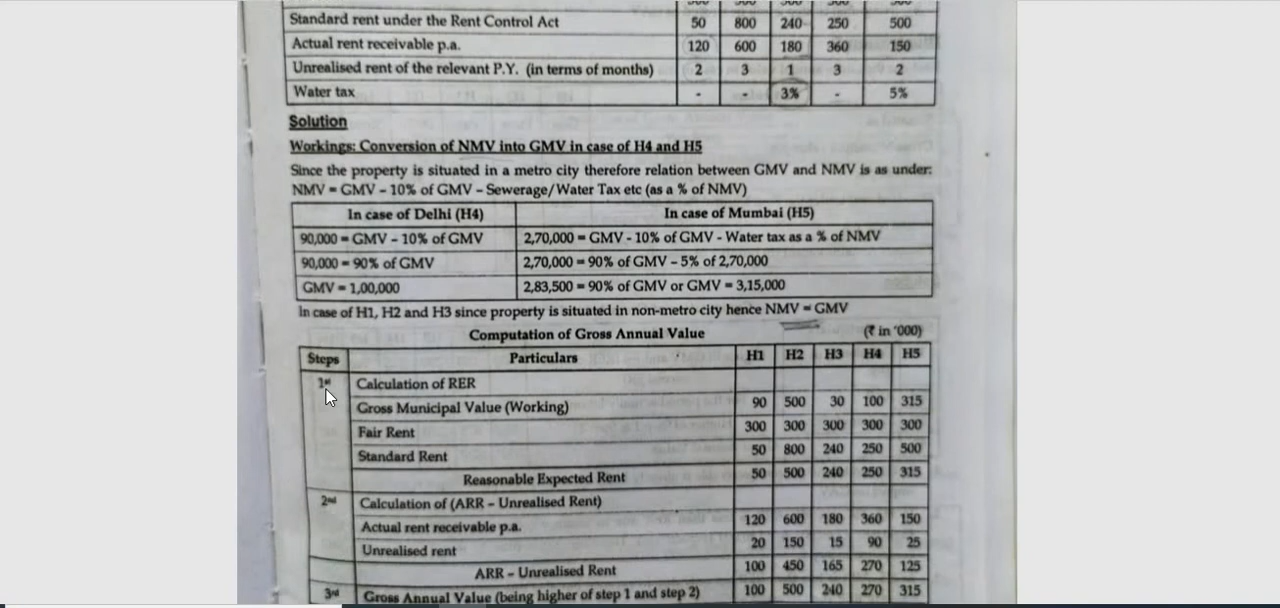 Standard rent under the Rent Control Act 50 800 240 250 500
Actual rent receivable p.a. 120 600 180 360 150
Unrealised rent of the relevant P.Y. (in terms of months) 2 3 1 3 2
Water tax - - 3% - 5%
Solution
Workings: Conversion of NMV into GMV in case of H4 and H5
Since the property is situated in a metro city therefore relation between GMV and NMV is as under:
NMV = GMV - 10% of GMV - Sewerage/Water Tax etc (as a % of NMV)
In case of Delhi (H4) In case of Mumbai (H5)
90,000 = GMV - 10% of GMV 2,70,000 = GMV - 10% of GMV - Water tax as a % of NMV
90,000 = 90% of GMV 2,70,000 = 90% of GMV - 5% of 2,70,000
GMV = 1,00,000 2,83,500 = 90% of GMV or GMV = 3,15,000
In case of H1, H2 and H3 since property is situated in non-metro city hence NMV = GMV
Computation of Gross Annual Value (₹ in '000)
Steps Particulars H1 H2 H3 H4 H5
1st Calculation of RER
Gross Municipal Value (Working) 90 500 30 100 315
Fair Rent 300 300 300 300 300
Standard Rent 50 800 240 250 500
Reasonable Expected Rent 50 500 240 250 315
2nd Calculation of (ARR - Unrealised Rent)
Actual rent receivable p.a. 120 600 180 360 150
Unrealised rent 20 150 15 90 25
ARR - Unrealised Rent 100 450 165 270 125
3rd Gross Annual Value (being higher of step 1 and step 2) 100 500 240 270 315